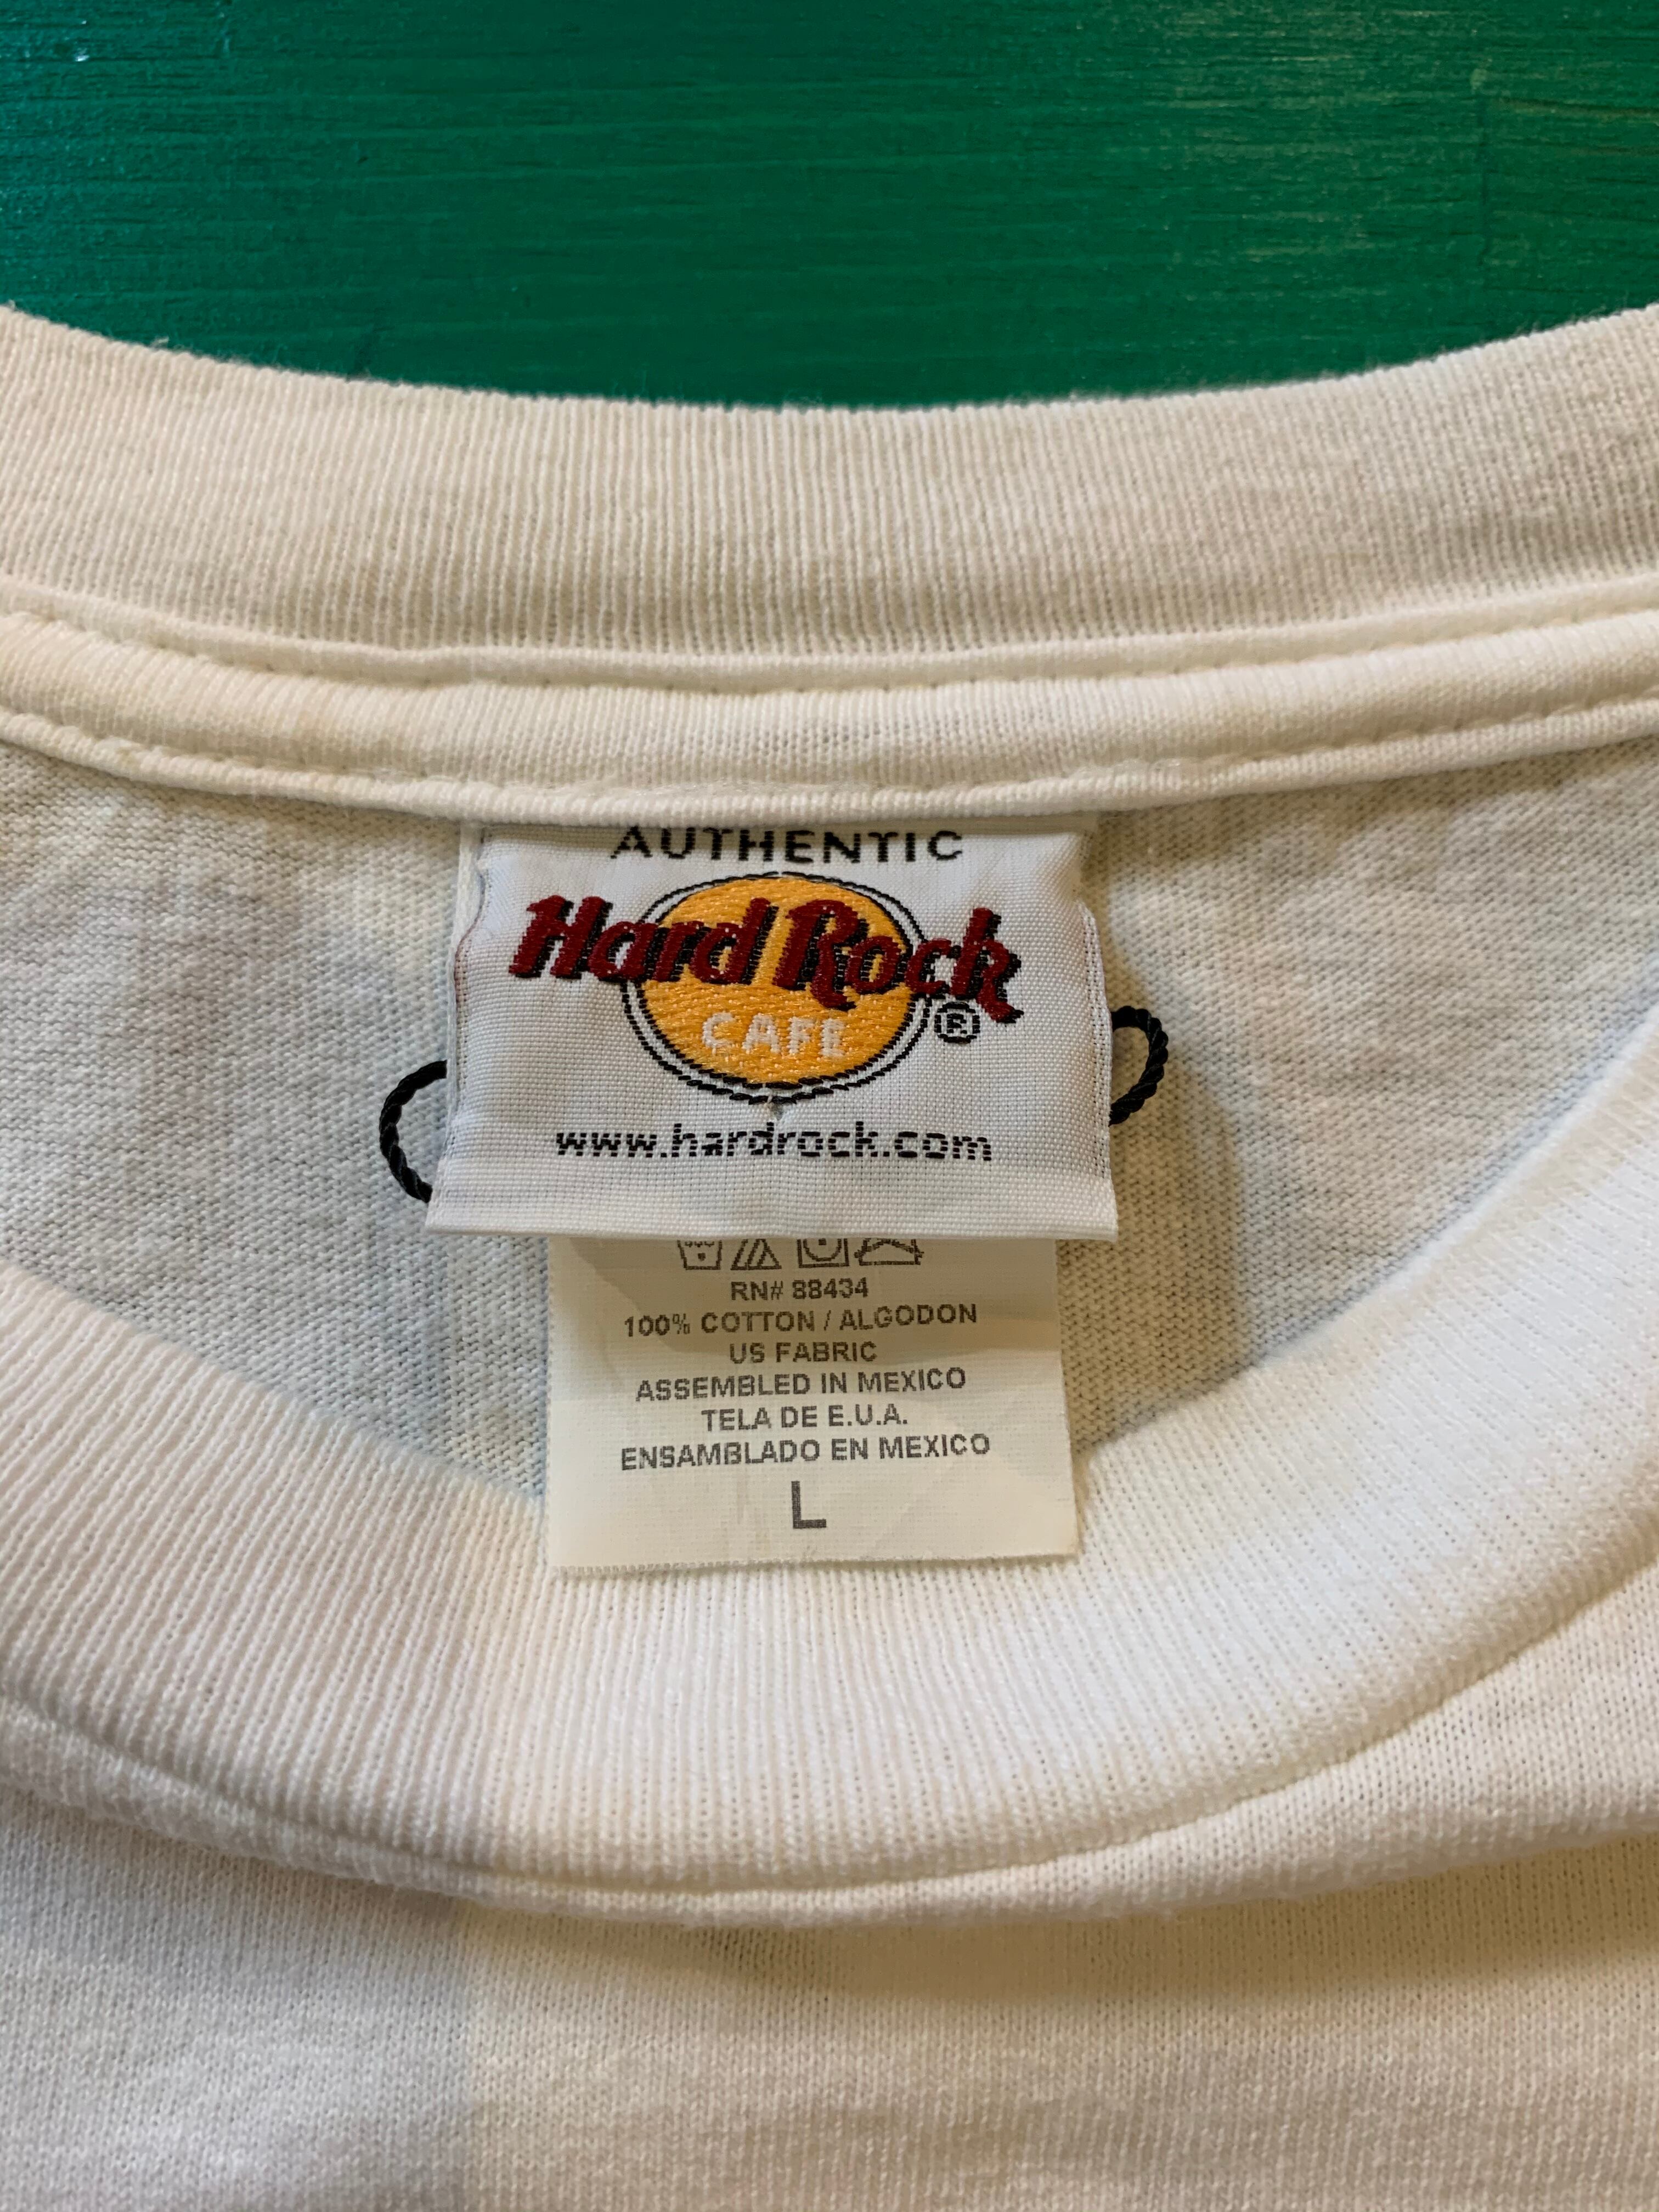 AUTHENTIC
Hard Rock
CAFE ®
www.hardrock.com
RN# 88434
100% COTTON / ALGODON
US FABRIC
ASSEMBLED IN MEXICO
TELA DE E.U.A.
ENSAMBLADO EN MEXICO
L